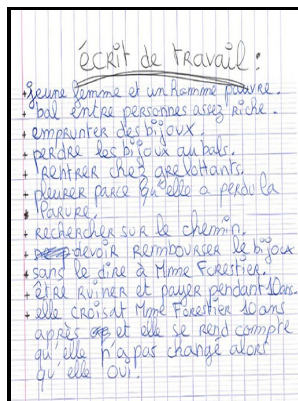 écrit de travail :
+ jeune femme et un homme pauvre.
+ bal entre personnes assez riche.
+ emprunter des bijoux.
+ perdre les bijoux au bals.
+ rentrer chez
+ pleurer parce qu'elle a perdu la
parure.
+ rechercher sur le chemin.
+ devoir rembourser le bijoux
+ sans le dire à Mme Forestier.
+ être ruiner et payer pendant 10ans.
+ elle croisat Mme Forestier 10 ans
après et elle se rend compte
qu'elle n'a pas changé alors
qu'elle oui.